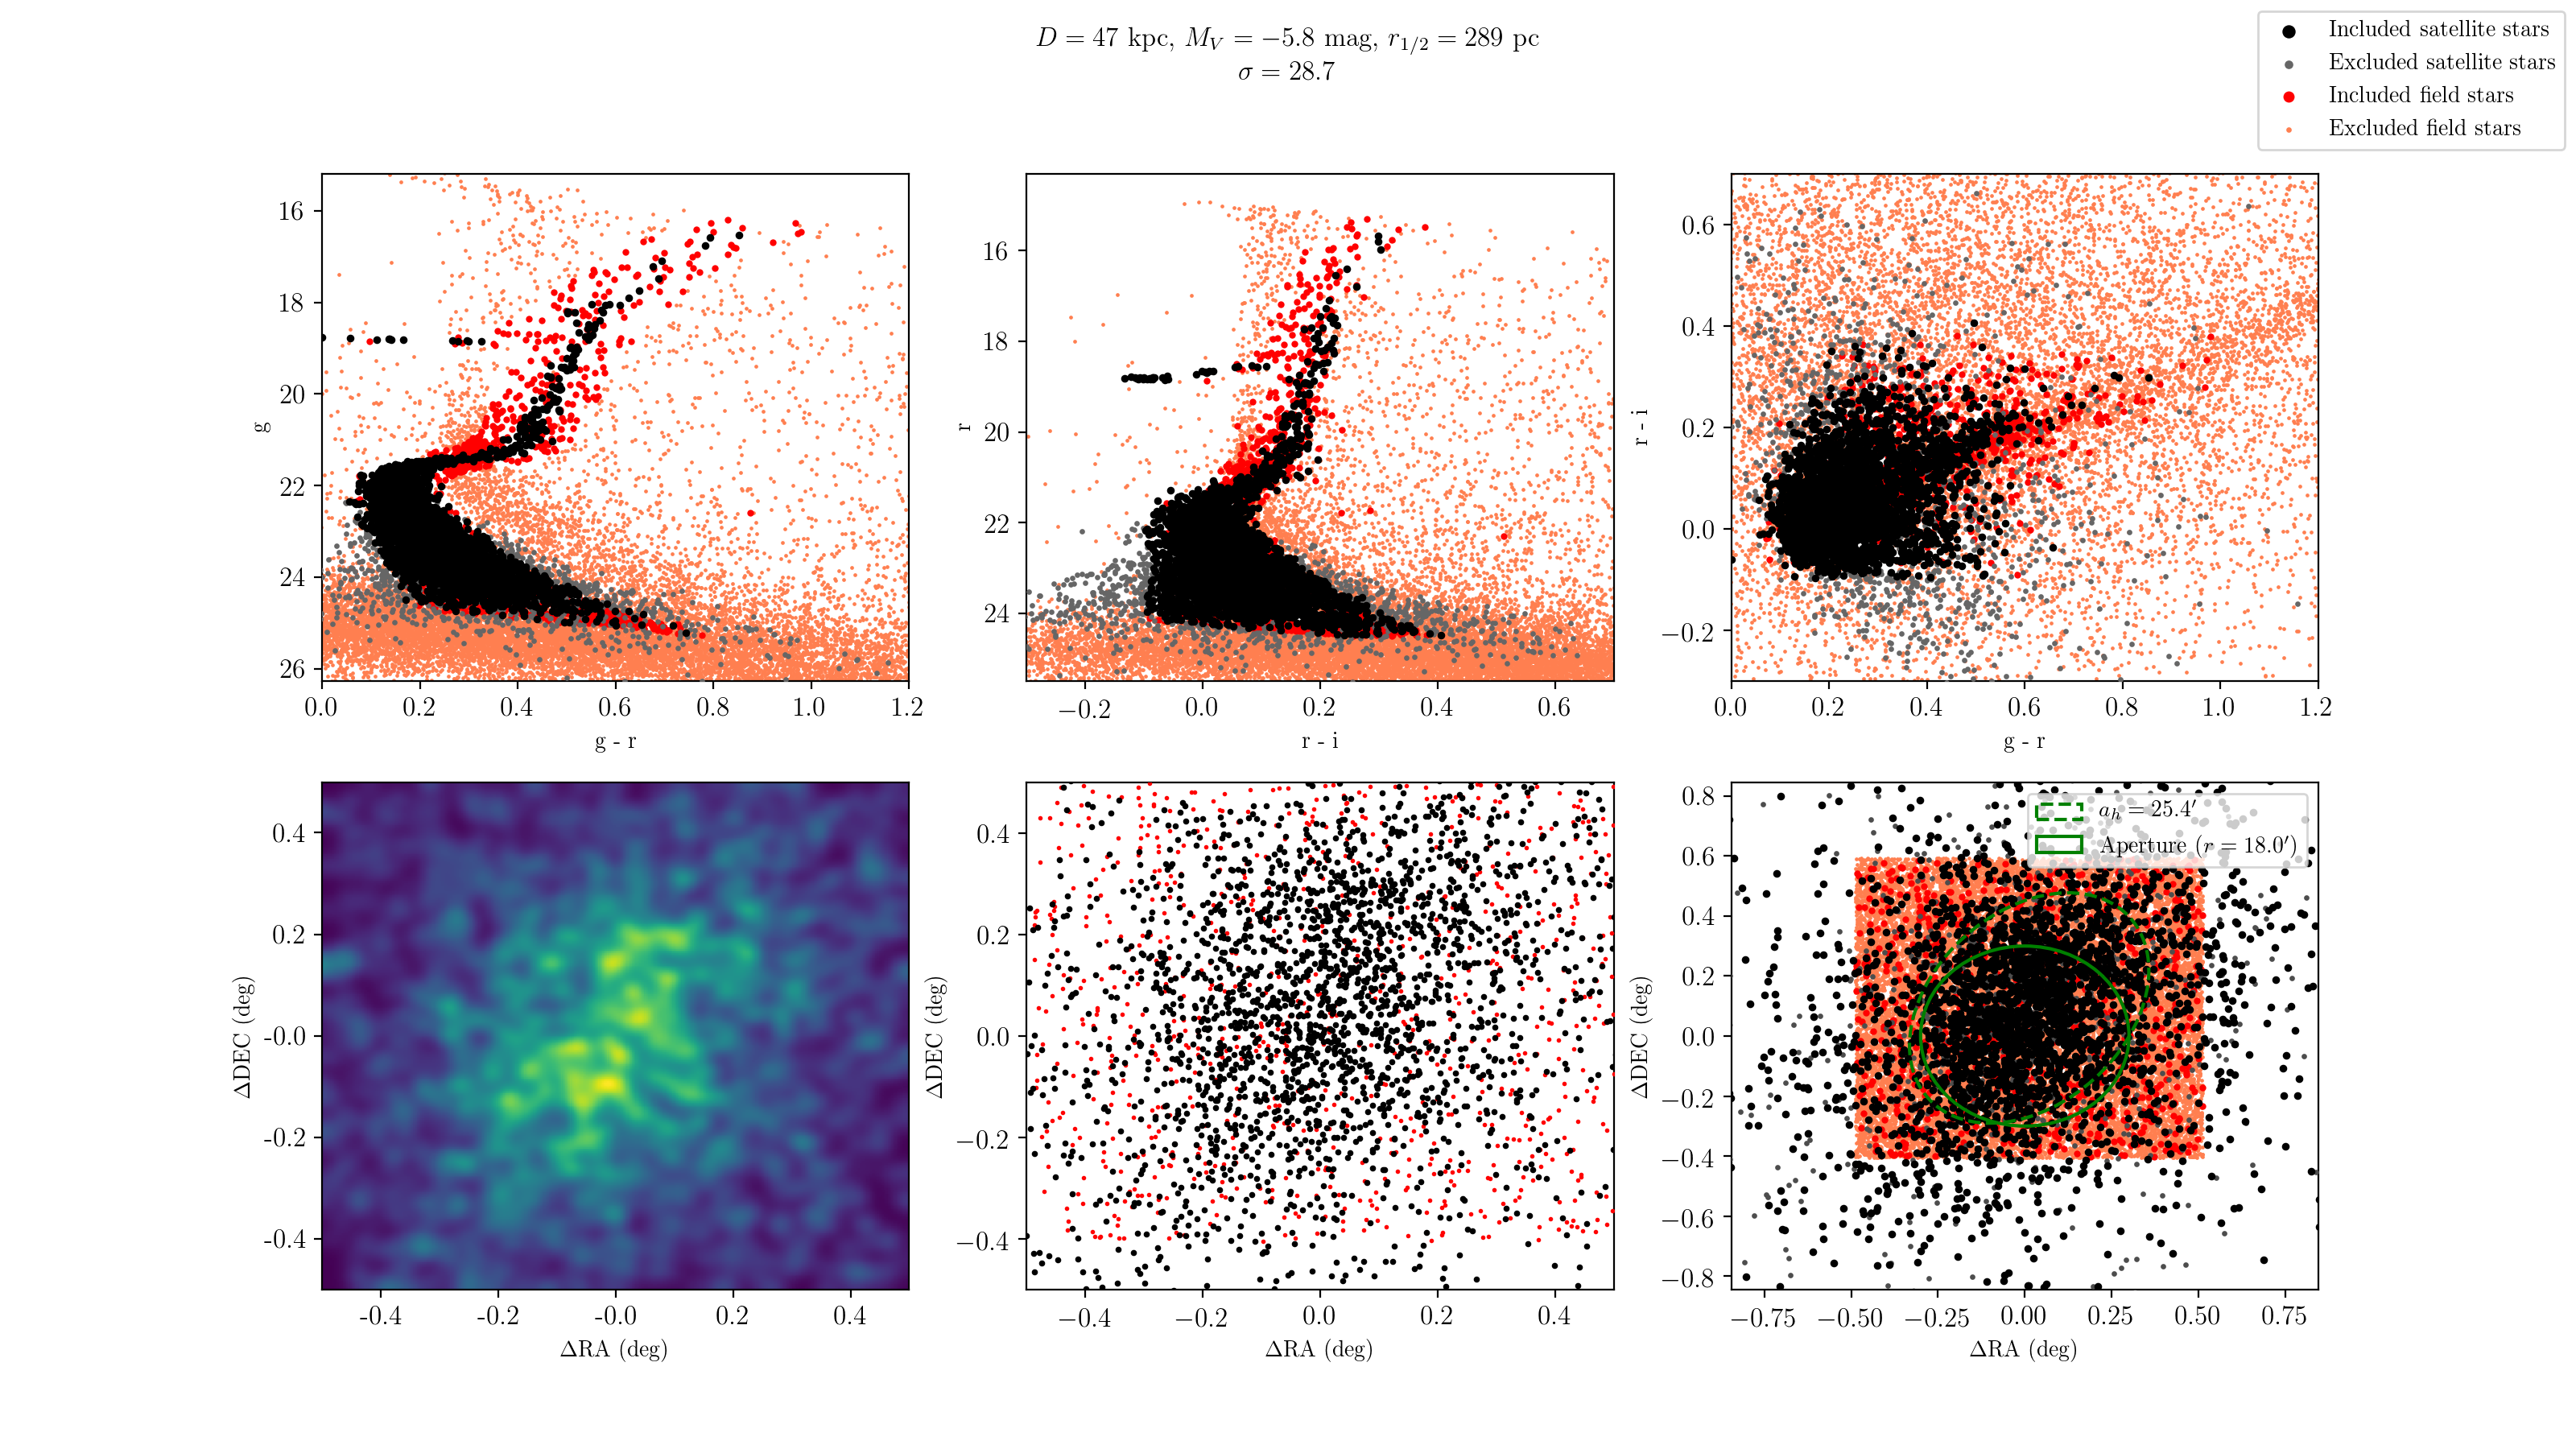 D = 47 kpc, M_V = −5.8 mag, r_{1/2} = 289 pc
σ = 28.7
Included satellite stars
Excluded satellite stars
Included field stars
Excluded field stars
16
18
20
22
24
26
g
0.0 0.2 0.4 0.6 0.8 1.0 1.2
g - r
16
18
20
22
24
r
−0.2 0.0 0.2 0.4 0.6
r - i
0.6
0.4
0.2
0.0
−0.2
r - i
0.0 0.2 0.4 0.6 0.8 1.0 1.2
g - r
0.4
0.2
-0.0
-0.2
-0.4
ΔDEC (deg)
-0.4 -0.2 -0.0 0.2 0.4
ΔRA (deg)
0.4
0.2
0.0
−0.2
−0.4
ΔDEC (deg)
−0.4 −0.2 0.0 0.2 0.4
ΔRA (deg)
a_h = 25.4′
Aperture (r = 18.0′)
0.8
0.6
0.4
0.2
0.0
−0.2
−0.4
−0.6
−0.8
ΔDEC (deg)
−0.75 −0.50 −0.25 0.00 0.25 0.50 0.75
ΔRA (deg)